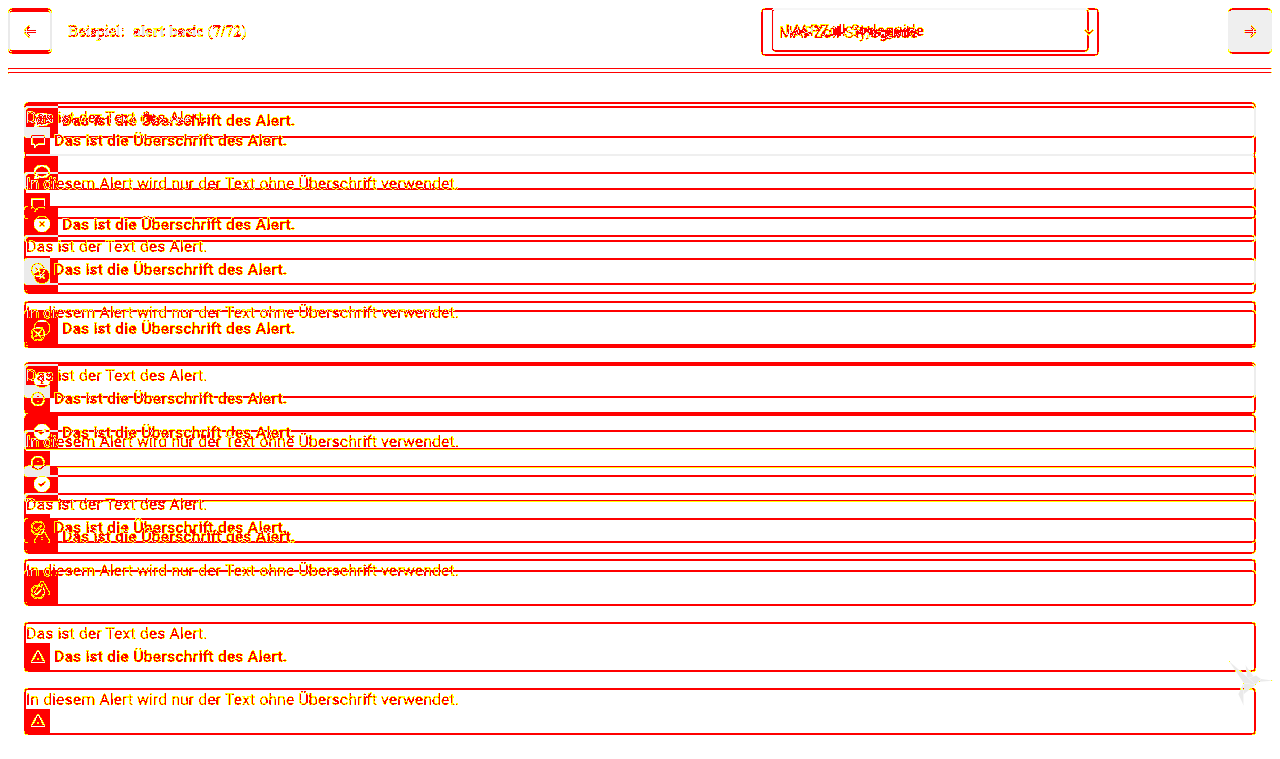 Beispiel: alert basic (7/72)
Das ist der Text des Alert.
Das ist die Überschrift des Alert.
Das ist die Überschrift des Alert.
In diesem Alert wird nur der Text ohne Überschrift verwendet.
Das ist die Überschrift des Alert.
Das ist der Text des Alert.
Das ist die Überschrift des Alert.
In diesem Alert wird nur der Text ohne Überschrift verwendet.
Das ist die Überschrift des Alert.
Das ist der Text des Alert.
Das ist die Überschrift des Alert.
Das ist die Überschrift des Alert.
In diesem Alert wird nur der Text ohne Überschrift verwendet.
Das ist der Text des Alert.
Das ist die Überschrift des Alert.
Das ist die Überschrift des Alert.
In diesem Alert wird nur der Text ohne Überschrift verwendet.
Das ist der Text des Alert.
Das ist die Überschrift des Alert.
In diesem Alert wird nur der Text ohne Überschrift verwendet.